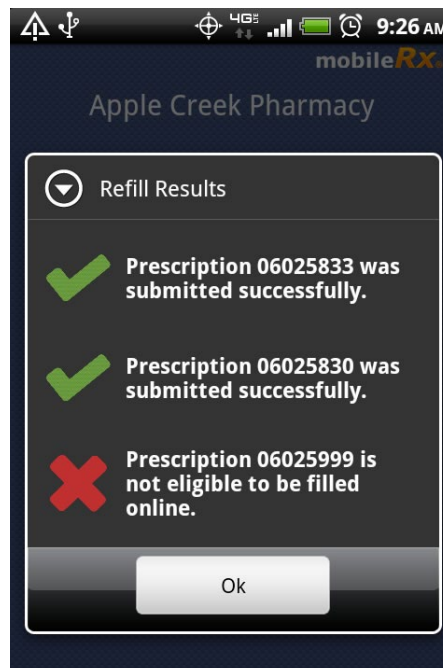 4G 9:26 AM
mobileRx
Apple Creek Pharmacy
Refill Results
Prescription 06025833 was
submitted successfully.
Prescription 06025830 was
submitted successfully.
Prescription 06025999 is
not eligible to be filled
online.
Ok